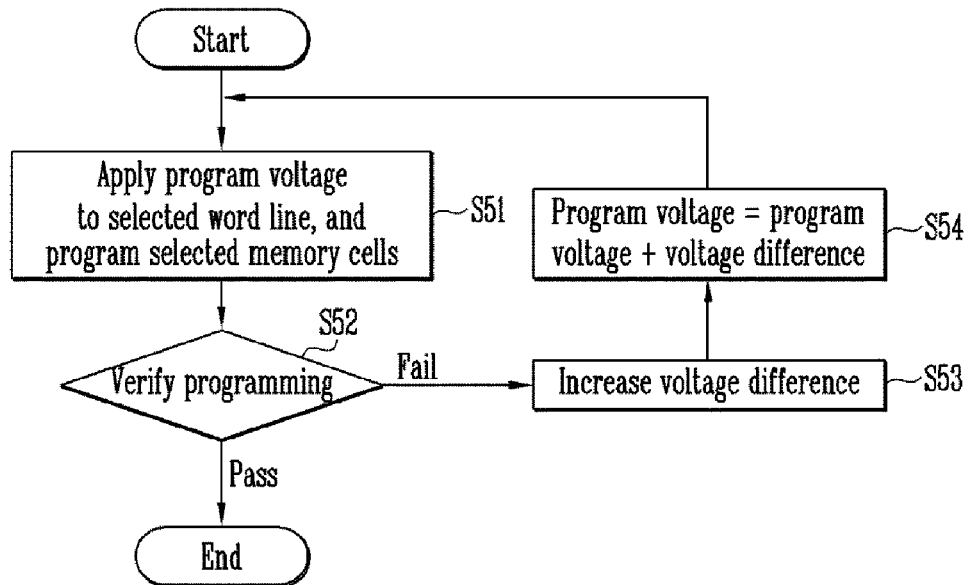 Start
Apply program voltage
to selected word line, and
program selected memory cells
S51
Program voltage = program
voltage + voltage difference
S54
S52
Verify programming
Fail
Increase voltage difference
S53
Pass
End